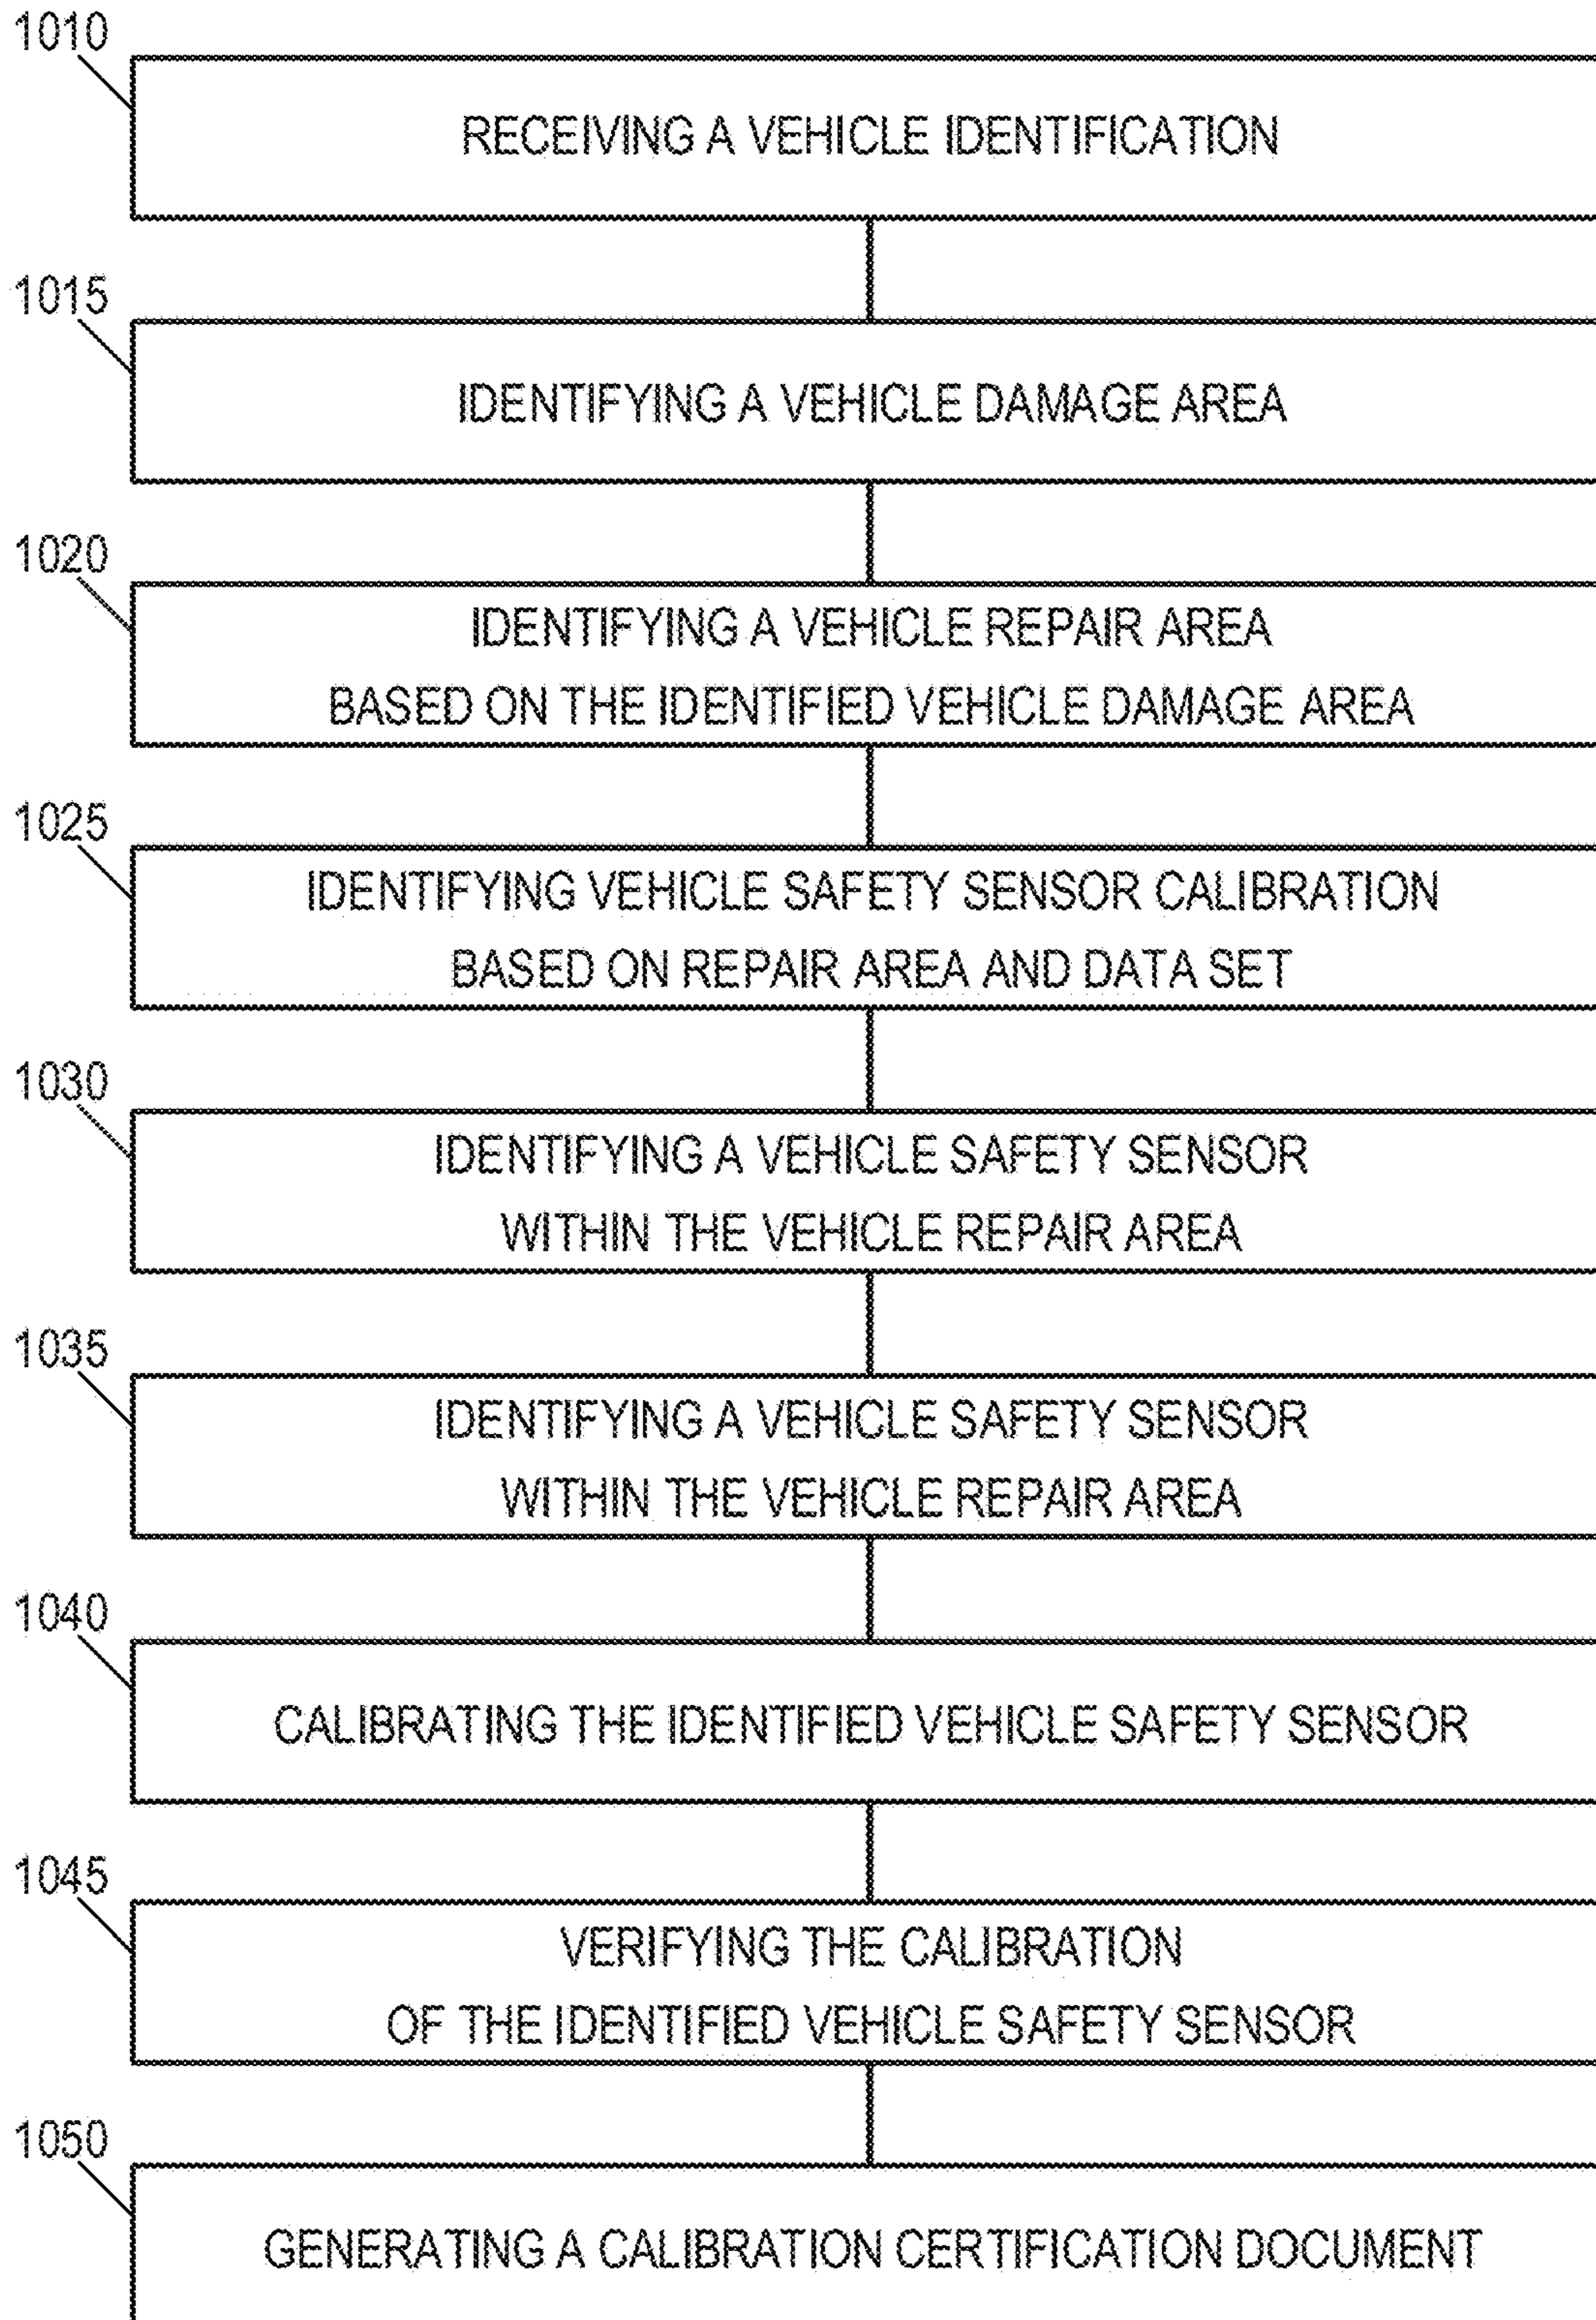 1010
RECEIVING A VEHICLE IDENTIFICATION
1015
IDENTIFYING A VEHICLE DAMAGE AREA
1020
IDENTIFYING A VEHICLE REPAIR AREA
BASED ON THE IDENTIFIED VEHICLE DAMAGE AREA
1025
IDENTIFYING VEHICLE SAFETY SENSOR CALIBRATION
BASED ON REPAIR AREA AND DATA SET
1030
IDENTIFYING A VEHICLE SAFETY SENSOR
WITHIN THE VEHICLE REPAIR AREA
1035
IDENTIFYING A VEHICLE SAFETY SENSOR
WITHIN THE VEHICLE REPAIR AREA
1040
CALIBRATING THE IDENTIFIED VEHICLE SAFETY SENSOR
1045
VERIFYING THE CALIBRATION
OF THE IDENTIFIED VEHICLE SAFETY SENSOR
1050
GENERATING A CALIBRATION CERTIFICATION DOCUMENT